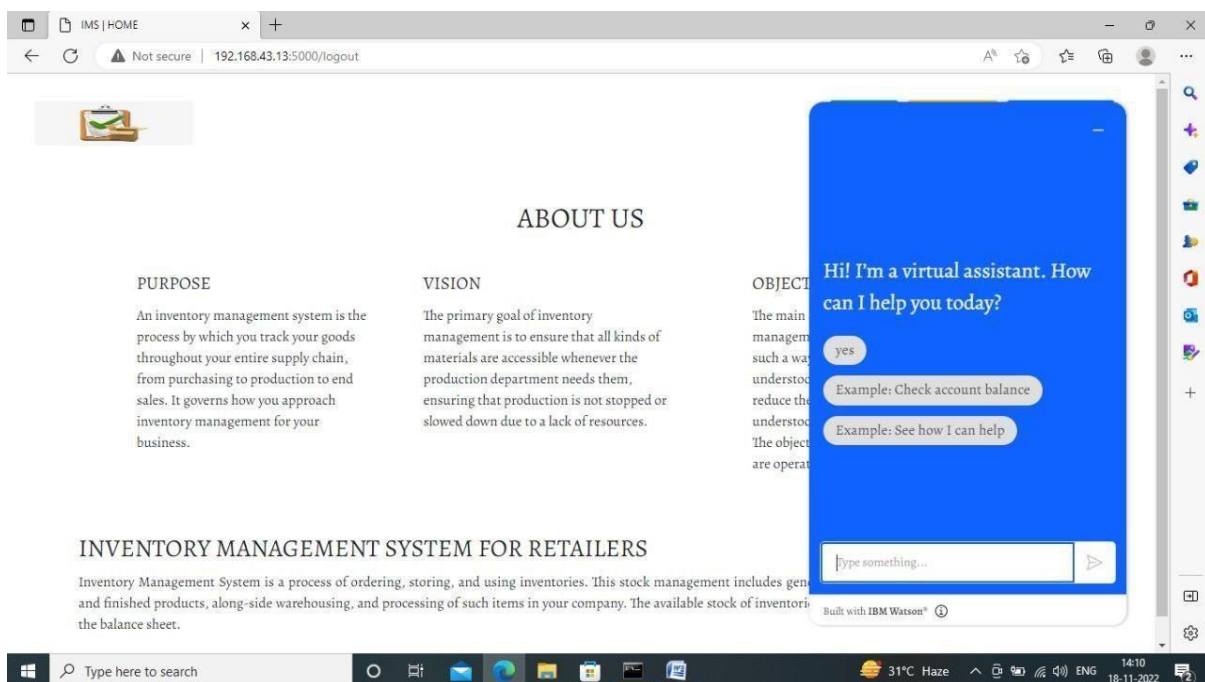 IMS | HOME
Not secure | 192.168.43.13:5000/logout
ABOUT US
PURPOSE
An inventory management system is the
process by which you track your goods
throughout your entire supply chain,
from purchasing to production to end
sales. It governs how you approach
inventory management for your
business.
VISION
The primary goal of inventory
management is to ensure that all kinds of
materials are accessible whenever the
production department needs them,
ensuring that production is not stopped or
slowed down due to a lack of resources.
OBJECT
The main
managem
such a way
understoo
reduce the
understoo
The object
are operat
INVENTORY MANAGEMENT SYSTEM FOR RETAILERS
Inventory Management System is a process of ordering, storing, and using inventories. This stock management includes gen
and finished products, along-side warehousing, and processing of such items in your company. The available stock of inventori
the balance sheet.
Hi! I'm a virtual assistant. How
can I help you today?
yes
Example: Check account balance
Example: See how I can help
Type something...
Built with IBM Watson®
Type here to search
31°C Haze
ENG
14:10
18-11-2022
2